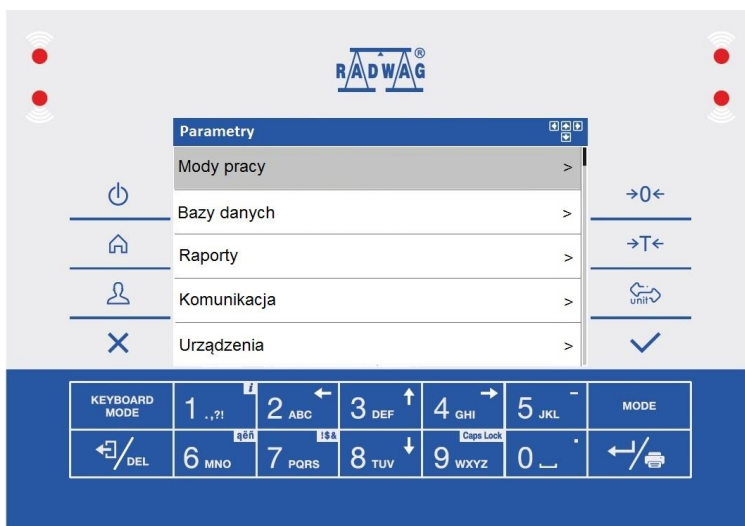 RADWAG®
Parametry
Mody pracy >
Bazy danych >
Raporty >
Komunikacja >
Urządzenia >
→0←
→T←
unit
KEYBOARD MODE
1 .,?! i
2 ABC ←
3 DEF ↑
4 GHI →
5 JKL -
MODE
DEL
6 MNO ąëñ
7 PQRS !$&
8 TUV ↓
9 WXYZ Caps Lock
0 .